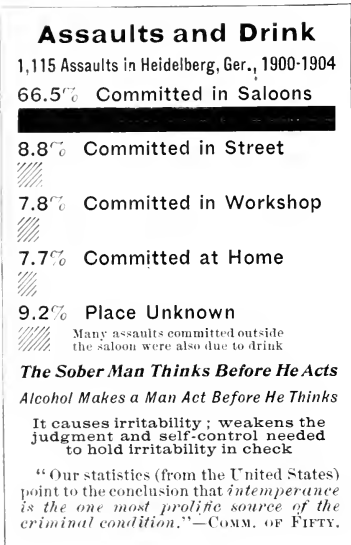 Assaults and Drink
1,115 Assaults in Heidelberg, Ger., 1900-1904
66.5% Committed in Saloons
8.8% Committed in Street
7.8% Committed in Workshop
7.7% Committed at Home
9.2% Place Unknown
Many assaults committed outside
the saloon were also due to drink
The Sober Man Thinks Before He Acts
Alcohol Makes a Man Act Before He Thinks
It causes irritability; weakens the
judgment and self-control needed
to hold irritability in check
"Our statistics (from the United States)
point to the conclusion that intemperance
is the one most prolific source of the
criminal condition."—COMM. OF FIFTY.